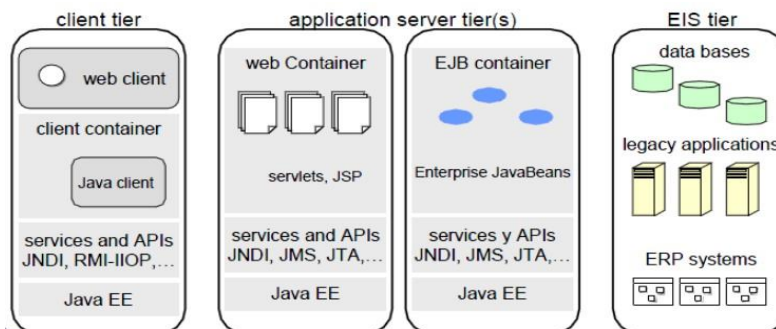 client tier
web client
client container
Java client
services and APIs
JNDI, RMI-IIOP,...
Java EE
application server tier(s)
web Container
servlets, JSP
services and APIs
JNDI, JMS, JTA,...
Java EE
EJB container
Enterprise JavaBeans
services y APIs
JNDI, JMS, JTA,...
Java EE
EIS tier
data bases
legacy applications
ERP systems